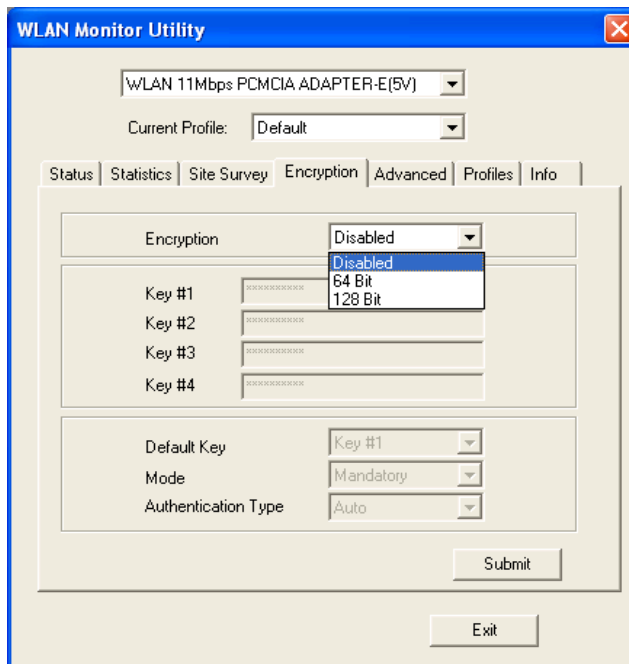 WLAN Monitor Utility
WLAN 11Mbps PCMCIA ADAPTER-E(5V)
Current Profile: Default
Status Statistics Site Survey Encryption Advanced Profiles Info
Encryption Disabled
Disabled
64 Bit
128 Bit
Key #1 **********
Key #2
Key #3 **********
Key #4 **********
Default Key Key #1
Mode Mandatory
Authentication Type Auto
Submit
Exit